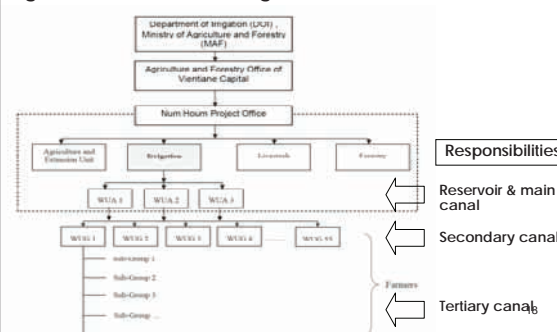 Department of Irrigation (DOI) ,
Ministry of Agriculture and Forestry
(MAF)
Agriculture and Forestry Office of
Vientiane Capital
Num Houm Project Office
Agriculture and
Extension Unit
Irrigation
Livestock
Forestry
Responsibilities
WUA 1
WUA 2
WUA 3
Reservoir & main
canal
WUG 1
WUG 2
WUG 3
WUG 4
Secondary canal
Sub-Group 1
Sub-Group 2
Sub-Group 3
Sub-Group ...
Farmers
Tertiary canal
18